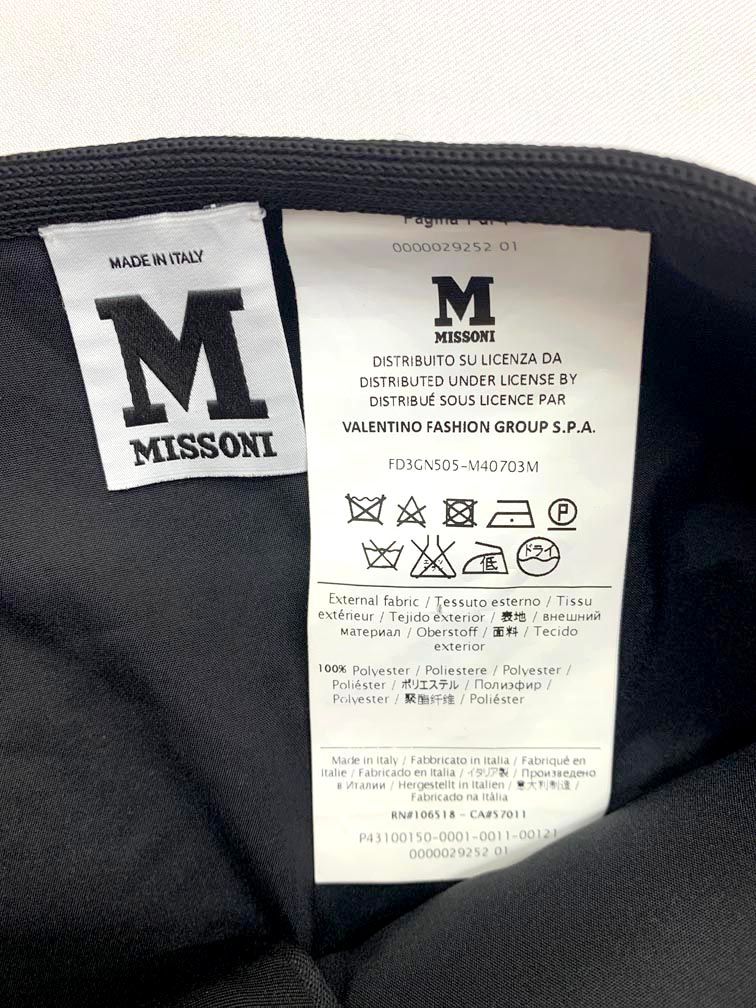 MADE IN ITALY
M
MISSONI
0000029252 01
M
MISSONI
DISTRIBUITO SU LICENZA DA
DISTRIBUTED UNDER LICENSE BY
DISTRIBUÉ SOUS LICENCE PAR
VALENTINO FASHION GROUP S.P.A.
FD3GN505-M40703M
P
低 ドライ
External fabric / Tessuto esterno / Tissu
extérieur / Tejido exterior / 表地 / внешний
материал / Oberstoff / 面料 / Tecido
exterior
100% Polyester / Poliestere / Polyester /
Poliéster / ポリエステル / Полиэфир /
Polyester / 聚酯纤维 / Poliéster
Made in Italy / Fabbricato in Italia / Fabriqué en
Italie / Fabricado en Italia / イタリア製 / Произведено
в Италии / Hergestellt in Italien / 意大利制造 /
Fabricado na Itàlia
RN#106518 - CA#57011
P43100150-0001-0011-00121
0000029252 01